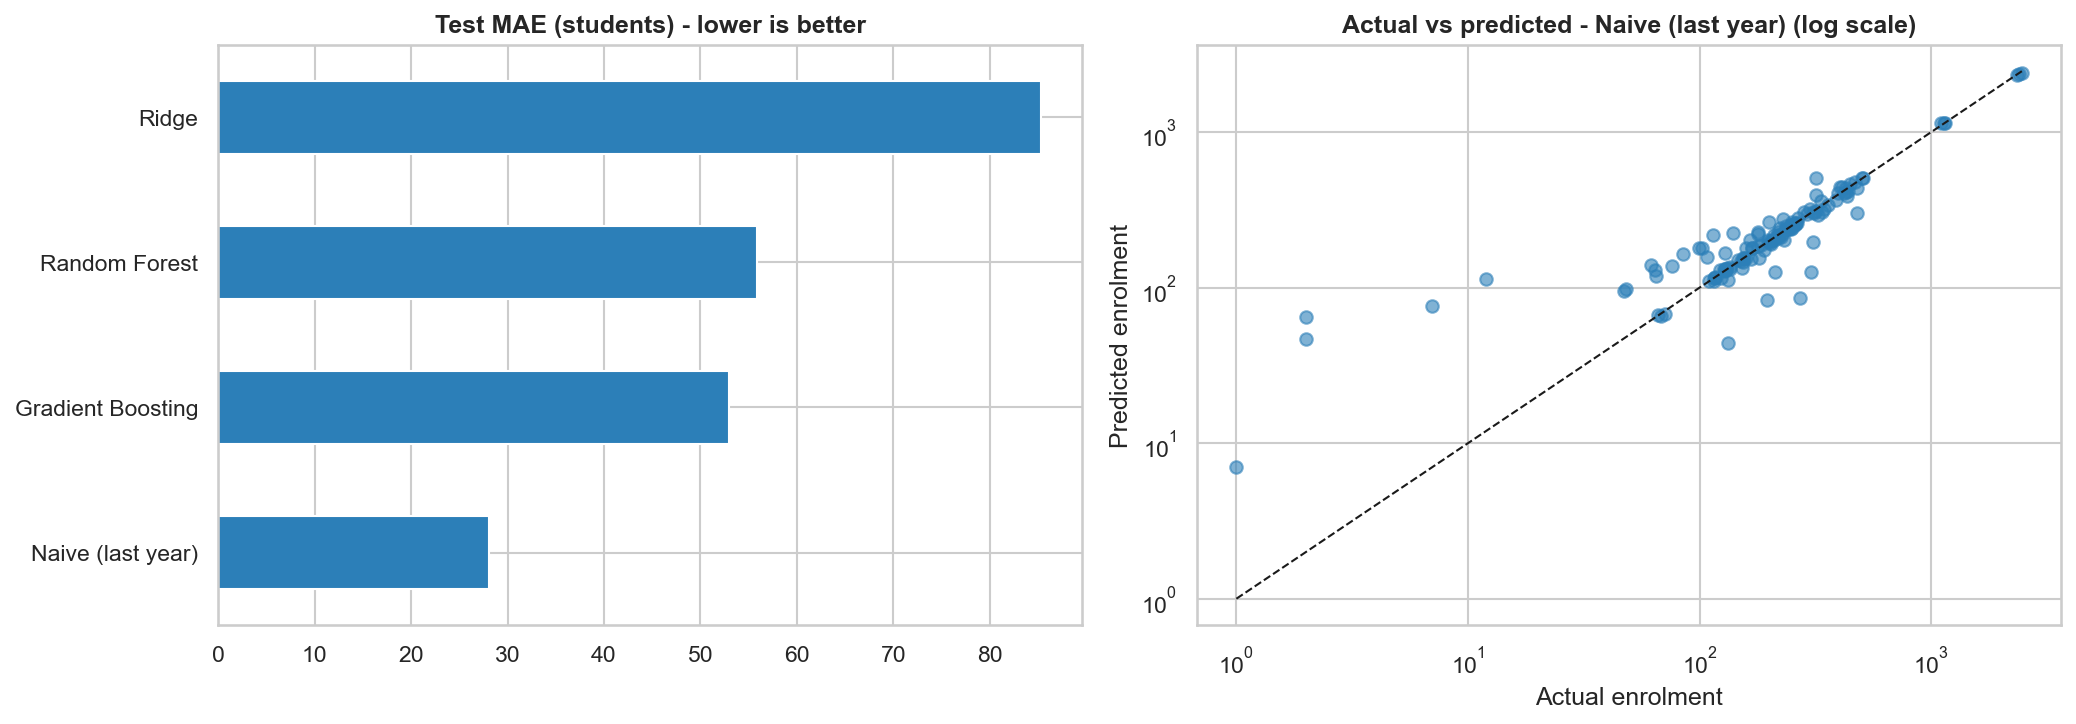 Test MAE (students) - lower is better
Ridge
Random Forest
Gradient Boosting
Naive (last year)
0 10 20 30 40 50 60 70 80
Actual vs predicted - Naive (last year) (log scale)
Predicted enrolment
10³
10²
10¹
10⁰
10⁰ 10¹ 10² 10³
Actual enrolment